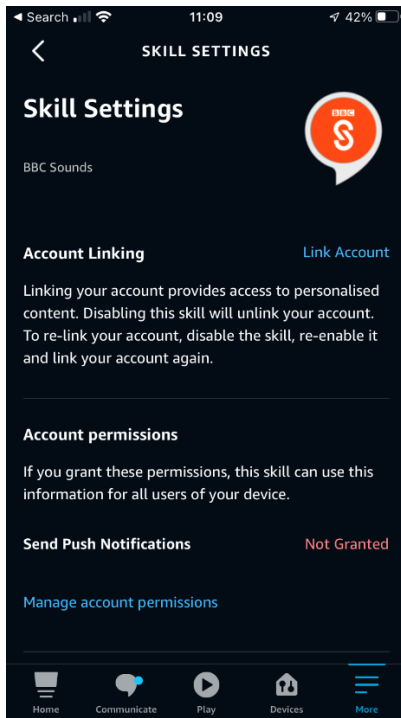 Search 11:09 42%
SKILL SETTINGS
Skill Settings
BBC
S
BBC Sounds
Account Linking Link Account
Linking your account provides access to personalised
content. Disabling this skill will unlink your account.
To re-link your account, disable the skill, re-enable it
and link your account again.
Account permissions
If you grant these permissions, this skill can use this
information for all users of your device.
Send Push Notifications Not Granted
Manage account permissions
Home Communicate Play Devices More